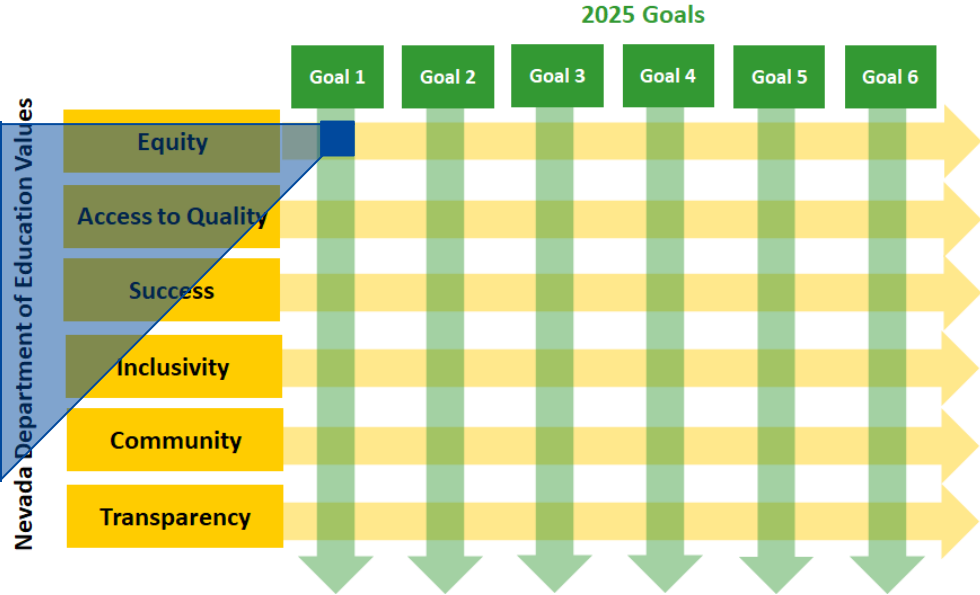 2025 Goals
Goal 1 Goal 2 Goal 3 Goal 4 Goal 5 Goal 6
Nevada Department of Education Values
Equity
Access to Quality
Success
Inclusivity
Community
Transparency